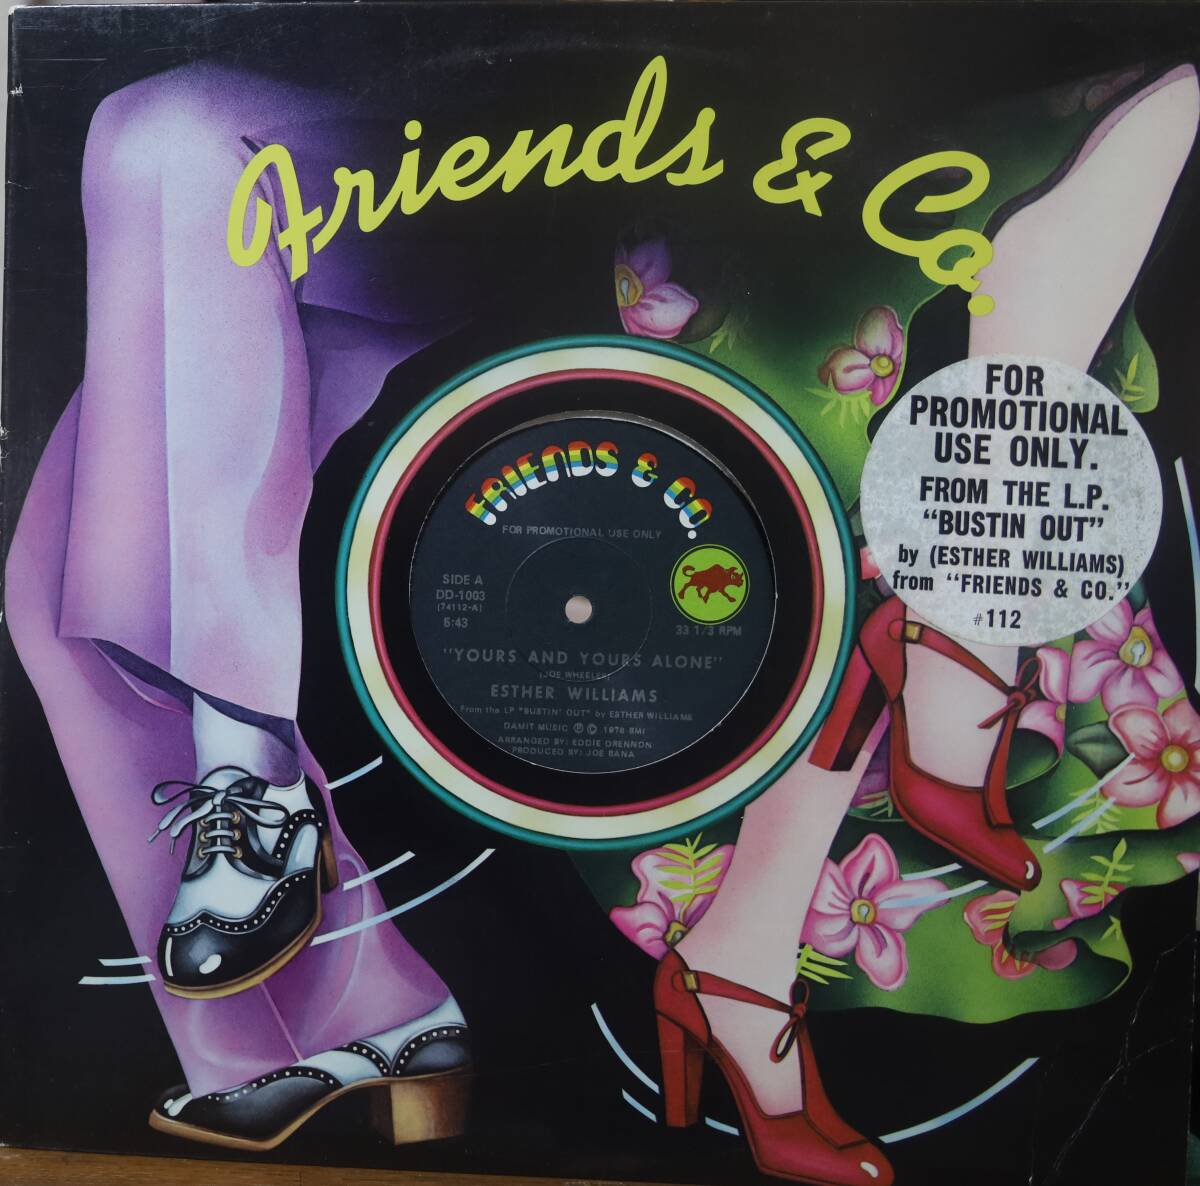 Friends & Co.
FOR
PROMOTIONAL
USE ONLY.
FROM THE L.P.
"BUSTIN OUT"
by (ESTHER WILLIAMS)
from "FRIENDS & CO."
#112
FRIENDS & CO.
FOR PROMOTIONAL USE ONLY
SIDE A
DD-1003
(74112-A)
5:43
33 1/3 RPM
"YOURS AND YOURS ALONE"
(JOE WHEELER)
ESTHER WILLIAMS
From the LP "BUSTIN' OUT" by ESTHER WILLIAMS
DAMIT MUSIC Ⓟ © 1976 BMI
ARRANGED BY: EDDIE DRENNON
PRODUCED BY: JOE BANA